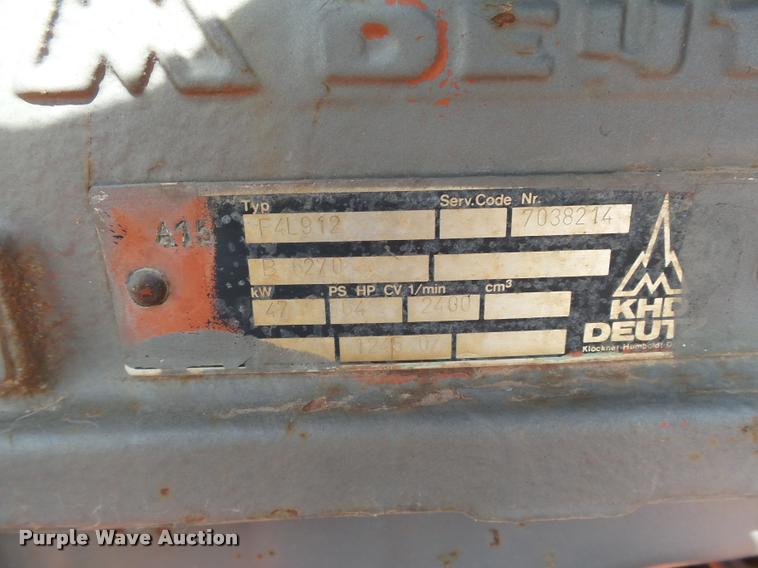 DEUT
Typ Serv.Code Nr.
A15 F4L912 7038214
B 6270
kW PS HP CV 1/min cm³
47 64 2400
KHD
DEUT
Klöckner-Humboldt-D
Purple Wave Auction